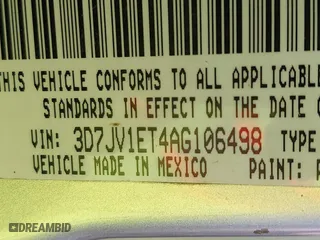 THIS VEHICLE CONFORMS TO ALL APPLICABLE
STANDARDS IN EFFECT ON THE DATE
VIN: 3D7JV1ET4AG106498 TYPE
VEHICLE MADE IN MEXICO PAINT:
DREAMBID